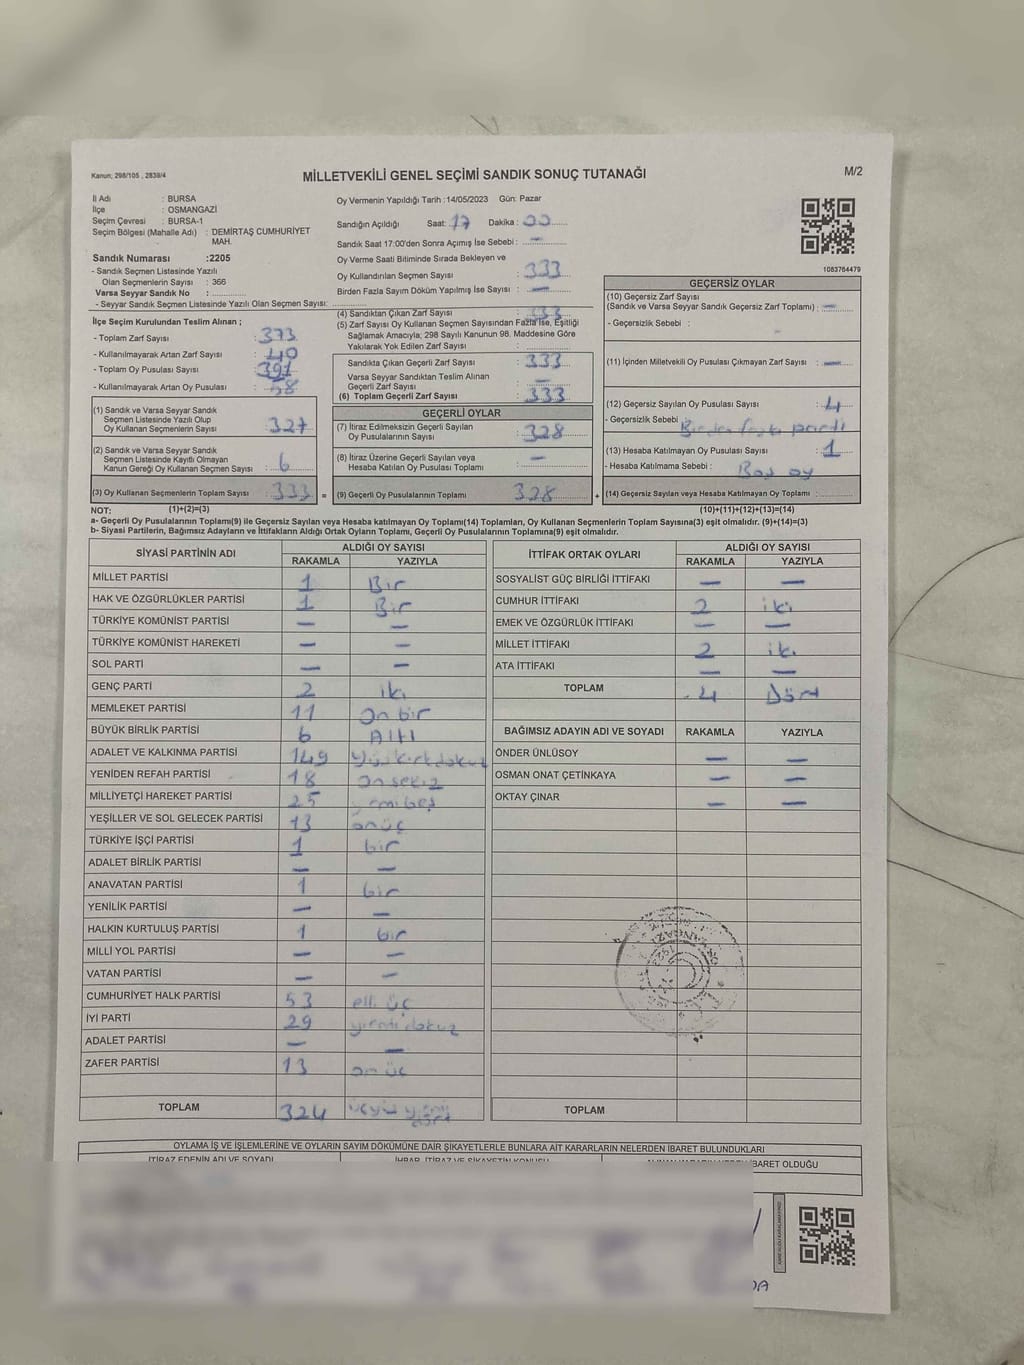 Kanun; 298/105 , 2839/4
MİLLETVEKİLİ GENEL SEÇİMİ SANDIK SONUÇ TUTANAĞI
M/2
İl Adı : BURSA
İlçe : OSMANGAZİ
Seçim Çevresi : BURSA-1
Seçim Bölgesi (Mahalle Adı) : DEMİRTAŞ CUMHURİYET MAH.
Sandık Numarası :2205
- Sandık Seçmen Listesinde Yazılı
Olan Seçmenlerin Sayısı : 366
Varsa Seyyar Sandık No :
- Seyyar Sandık Seçmen Listesinde Yazılı Olan Seçmen Sayısı:
Oy Vermenin Yapıldığı Tarih : 14/05/2023 Gün: Pazar
Sandığın Açıldığı Saat: 17 Dakika : 00
Sandık Saat 17:00'den Sonra Açımış İse Sebebi : —
Oy Verme Saati Bitiminde Sırada Bekleyen ve
Oy Kullandırılan Seçmen Sayısı : 333
Birden Fazla Sayım Döküm Yapılmış İse Sayısı : —
1083764479
İlçe Seçim Kurulundan Teslim Alınan ;
- Toplam Zarf Sayısı : 373
- Kullanılmayarak Artan Zarf Sayısı : 40
- Toplam Oy Pusulası Sayısı : 391
- Kullanılmayarak Artan Oy Pusulası : 58
(1) Sandık ve Varsa Seyyar Sandık
Seçmen Listesinde Yazılı Olup
Oy Kullanan Seçmenlerin Sayısı : 327
(2) Sandık ve Varsa Seyyar Sandık
Seçmen Listesinde Kayıtlı Olmayan
Kanun Gereği Oy Kullanan Seçmen Sayısı : 6
(3) Oy Kullanan Seçmenlerin Toplam Sayısı : 333 =
(4) Sandıktan Çıkan Zarf Sayısı : 333
(5) Zarf Sayısı Oy Kullanan Seçmen Sayısından Fazla İse, Eşitliği
Sağlamak Amacıyla; 298 Sayılı Kanunun 98. Maddesine Göre
Yakılarak Yok Edilen Zarf Sayısı :
Sandıkta Çıkan Geçerli Zarf Sayısı : 333
Varsa Seyyar Sandıktan Teslim Alınan
Geçerli Zarf Sayısı : —
(6) Toplam Geçerli Zarf Sayısı : 333
GEÇERLİ OYLAR
(7) İtiraz Edilmeksizin Geçerli Sayılan
Oy Pusulalarının Sayısı : 328
(8) İtiraz Üzerine Geçerli Sayılan veya
Hesaba Katılan Oy Pusulası Toplamı : —
(9) Geçerli Oy Pusulalarının Toplamı 328 +
GEÇERSİZ OYLAR
(10) Geçersiz Zarf Sayısı
(Sandık ve Varsa Seyyar Sandık Geçersiz Zarf Toplamı) : —
- Geçersizlik Sebebi :
(11) İçinden Milletvekili Oy Pusulası Çıkmayan Zarf Sayısı : —
(12) Geçersiz Sayılan Oy Pusulası Sayısı : 4
- Geçersizlik Sebebi Birden fazla parti
(13) Hesaba Katılmayan Oy Pusulası Sayısı : 1
- Hesaba Katılmama Sebebi : Boş oy
(14) Geçersiz Sayılan veya Hesaba Katılmayan Oy Toplamı :
NOT: (1)+(2)=(3) (10)+(11)+(12)+(13)=(14)
a- Geçerli Oy Pusulalarının Toplamı(9) ile Geçersiz Sayılan veya Hesaba katılmayan Oy Toplamı(14) Toplamları, Oy Kullanan Seçmenlerin Toplam Sayısına(3) eşit olmalıdır. (9)+(14)=(3)
b- Siyasi Partilerin, Bağımsız Adayların ve İttifakların Aldığı Ortak Oyların Toplamı, Geçerli Oy Pusulalarının Toplamına(9) eşit olmalıdır.
SİYASİ PARTİNİN ADI ALDIĞI OY SAYISI
RAKAMLA YAZIYLA
MİLLET PARTİSİ 1 Bir
HAK VE ÖZGÜRLÜKLER PARTİSİ 1 Bir
TÜRKİYE KOMÜNİST PARTİSİ — —
TÜRKİYE KOMÜNİST HAREKETİ — —
SOL PARTİ — —
GENÇ PARTİ 2 iki
MEMLEKET PARTİSİ 11 On bir
BÜYÜK BİRLİK PARTİSİ 6 Altı
ADALET VE KALKINMA PARTİSİ 149 yüz kırk dokuz
YENİDEN REFAH PARTİSİ 18 On sekiz
MİLLİYETÇİ HAREKET PARTİSİ 25 yirmi beş
YEŞİLLER VE SOL GELECEK PARTİSİ 13 onüç
TÜRKİYE İŞÇİ PARTİSİ 1 bir
ADALET BİRLİK PARTİSİ — —
ANAVATAN PARTİSİ 1 bir
YENİLİK PARTİSİ — —
HALKIN KURTULUŞ PARTİSİ 1 bir
MİLLİ YOL PARTİSİ — —
VATAN PARTİSİ — —
CUMHURİYET HALK PARTİSİ 53 elli üç
İYİ PARTİ 29 yirmi dokuz
ADALET PARTİSİ — —
ZAFER PARTİSİ 13 on üç
TOPLAM 324 üçyüz yirmi dört
İTTİFAK ORTAK OYLARI ALDIĞI OY SAYISI
RAKAMLA YAZIYLA
SOSYALİST GÜÇ BİRLİĞİ İTTİFAKI — —
CUMHUR İTTİFAKI 2 iki
EMEK VE ÖZGÜRLÜK İTTİFAKI — —
MİLLET İTTİFAKI 2 iki
ATA İTTİFAKI — —
TOPLAM 4 Dört
BAĞIMSIZ ADAYIN ADI VE SOYADI RAKAMLA YAZIYLA
ÖNDER ÜNLÜSOY — —
OSMAN ONAT ÇETİNKAYA — —
OKTAY ÇINAR — —
TOPLAM
OYLAMA İŞ VE İŞLEMLERİNE VE OYLARIN SAYIM DÖKÜMÜNE DAİR ŞİKAYETLERLE BUNLARA AİT KARARLARIN NELERDEN İBARET BULUNDUKLARI
İTİRAZ EDENİN ADI VE SOYADI İHBAR, İTİRAZ VE ŞİKAYETİN KONUSU İBARET OLDUĞU